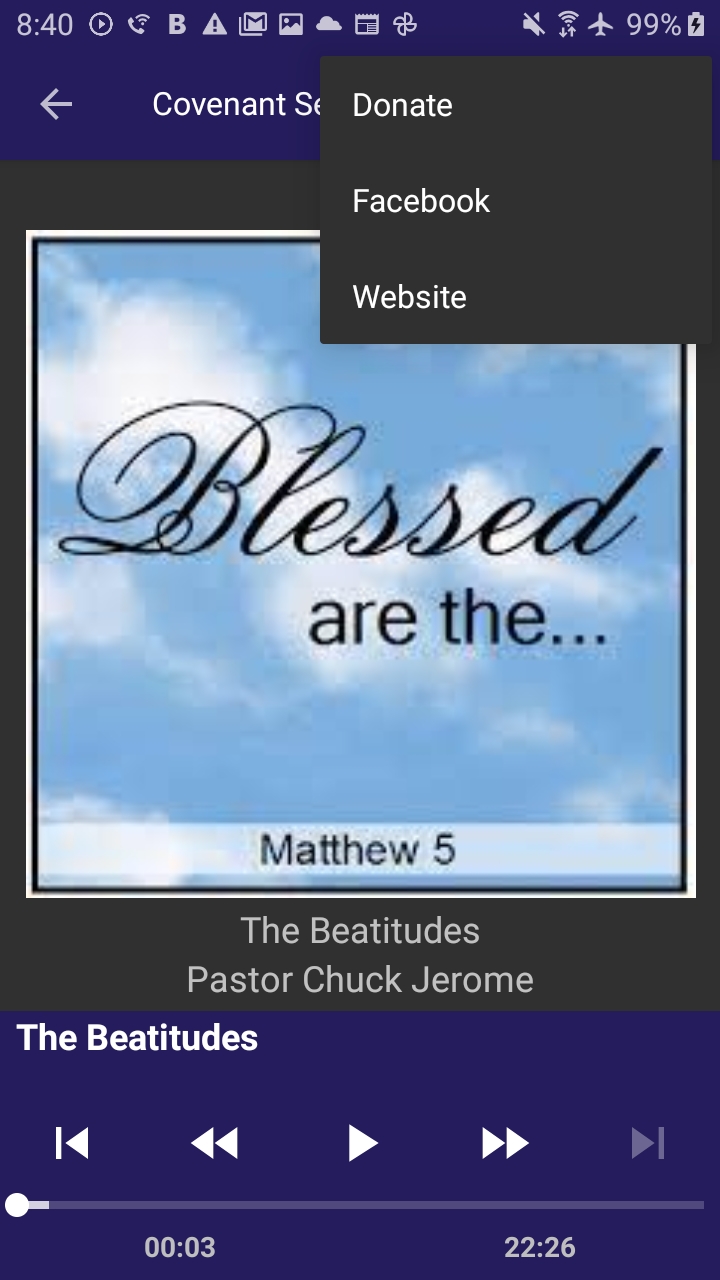 8:40
99%
Covenant Se
Donate
Facebook
Website
Blessed
are the...
Matthew 5
The Beatitudes
Pastor Chuck Jerome
The Beatitudes
00:03
22:26